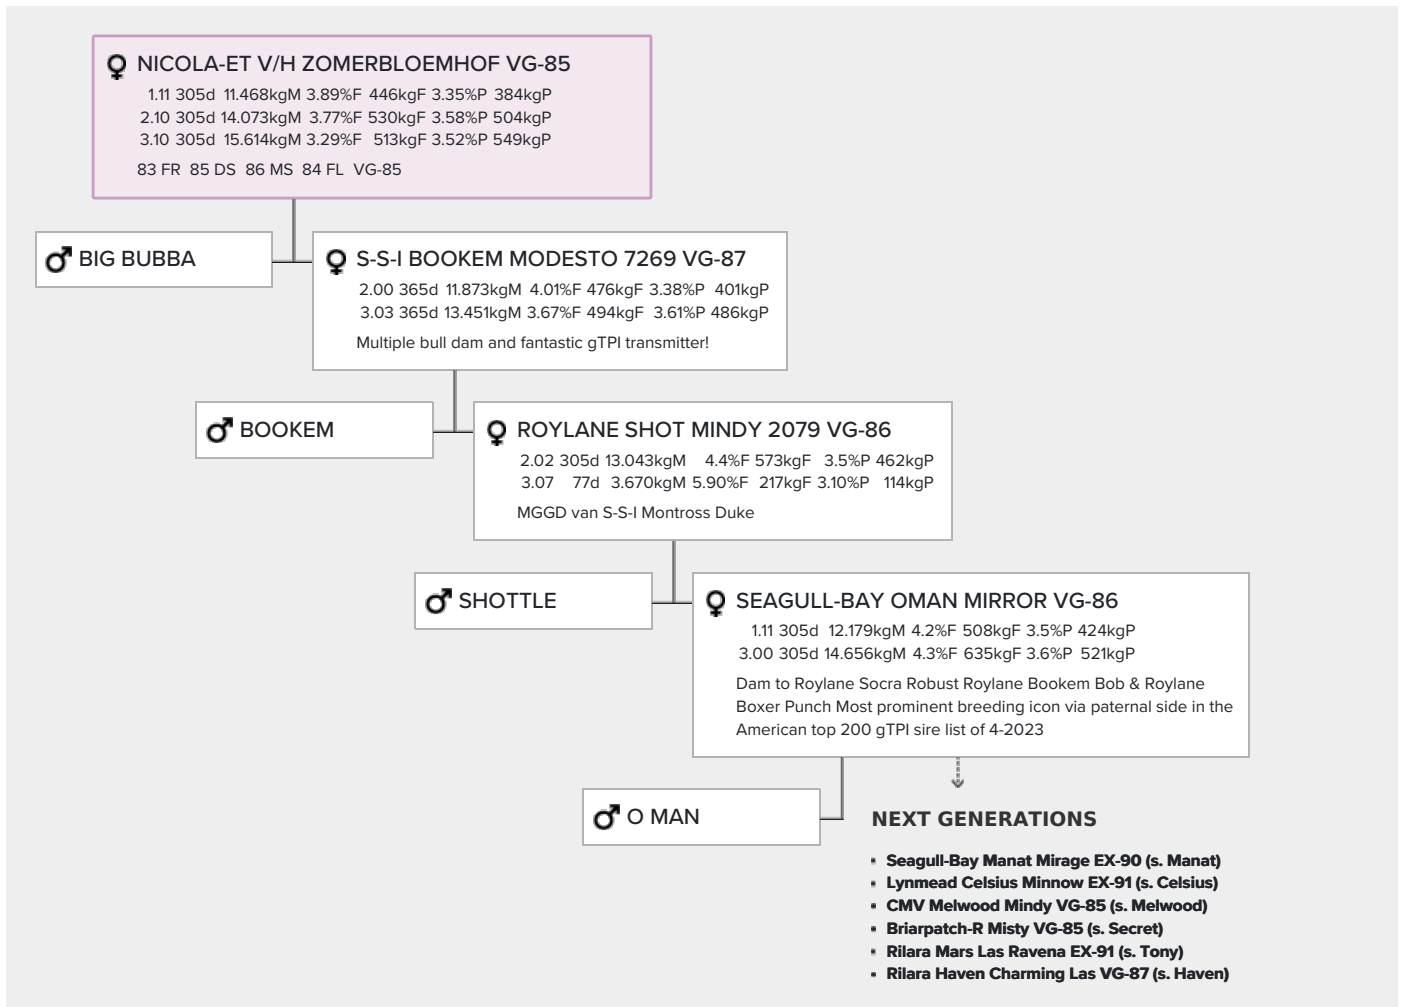 NICOLA-ET V/H ZOMERBLOEMHOF VG-85
1.11 305d 11.468kgM 3.89%F 446kgF 3.35%P 384kgP
2.10 305d 14.073kgM 3.77%F 530kgF 3.58%P 504kgP
3.10 305d 15.614kgM 3.29%F 513kgF 3.52%P 549kgP
83 FR 85 DS 86 MS 84 FL VG-85
BIG BUBBA
S-S-I BOOKEM MODESTO 7269 VG-87
2.00 365d 11.873kgM 4.01%F 476kgF 3.38%P 401kgP
3.03 365d 13.451kgM 3.67%F 494kgF 3.61%P 486kgP
Multiple bull dam and fantastic gTPI transmitter!
BOOKEM
ROYLANE SHOT MINDY 2079 VG-86
2.02 305d 13.043kgM 4.4%F 573kgF 3.5%P 462kgP
3.07 77d 3.670kgM 5.90%F 217kgF 3.10%P 114kgP
MGGD van S-S-I Montross Duke
SHOTTLE
SEAGULL-BAY OMAN MIRROR VG-86
1.11 305d 12.179kgM 4.2%F 508kgF 3.5%P 424kgP
3.00 305d 14.656kgM 4.3%F 635kgF 3.6%P 521kgP
Dam to Roylane Socra Robust Roylane Bookem Bob & Roylane
Boxer Punch Most prominent breeding icon via paternal side in the
American top 200 gTPI sire list of 4-2023
O MAN
NEXT GENERATIONS
Seagull-Bay Manat Mirage EX-90 (s. Manat)
Lynmead Celsius Minnow EX-91 (s. Celsius)
CMV Melwood Mindy VG-85 (s. Melwood)
Briarpatch-R Misty VG-85 (s. Secret)
Rilara Mars Las Ravena EX-91 (s. Tony)
Rilara Haven Charming Las VG-87 (s. Haven)